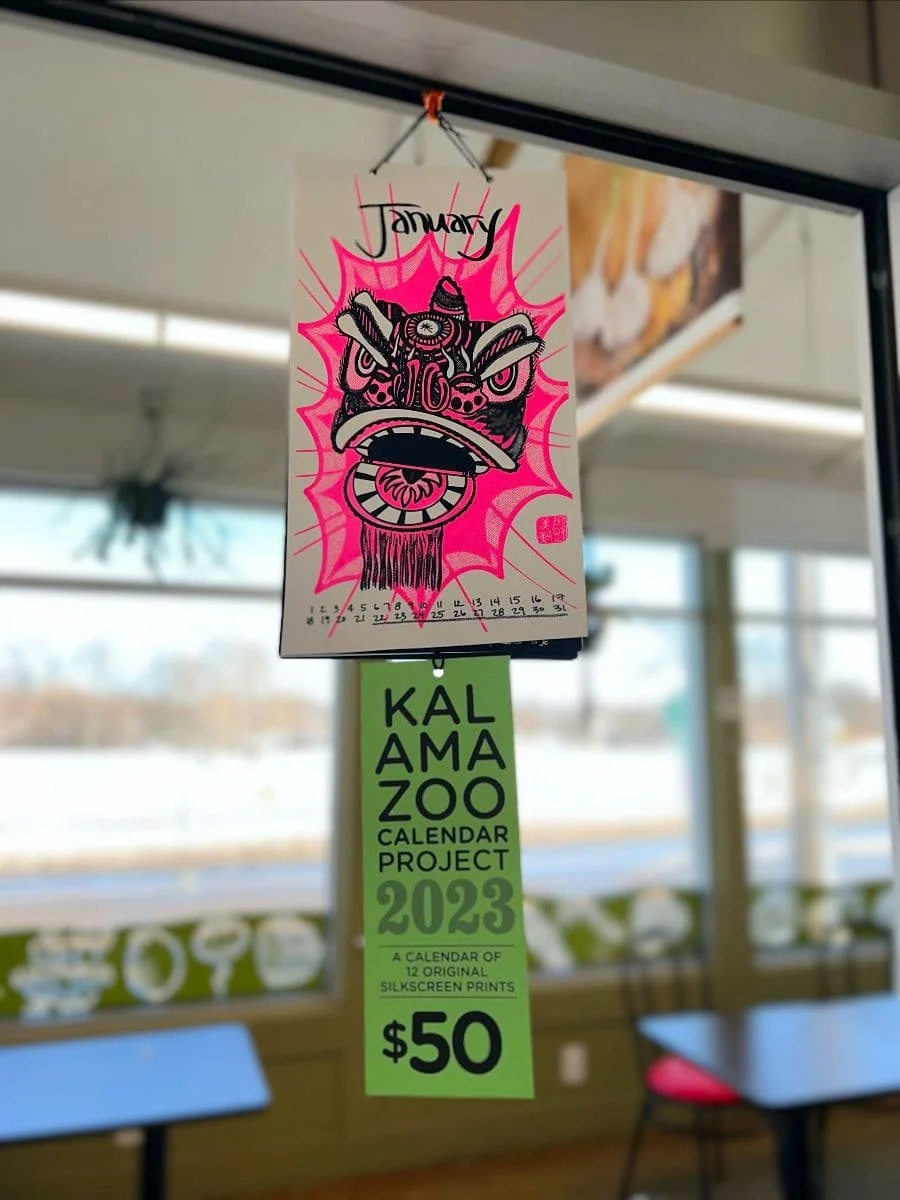 January
1 2 3 4 5 6 7 8 9 10 11 12 13 14 15 16 17
18 19 20 21 22 23 24 25 26 27 28 29 30 31
KAL
AMA
ZOO
CALENDAR
PROJECT
2023
A CALENDAR OF
12 ORIGINAL
SILKSCREEN PRINTS
$50